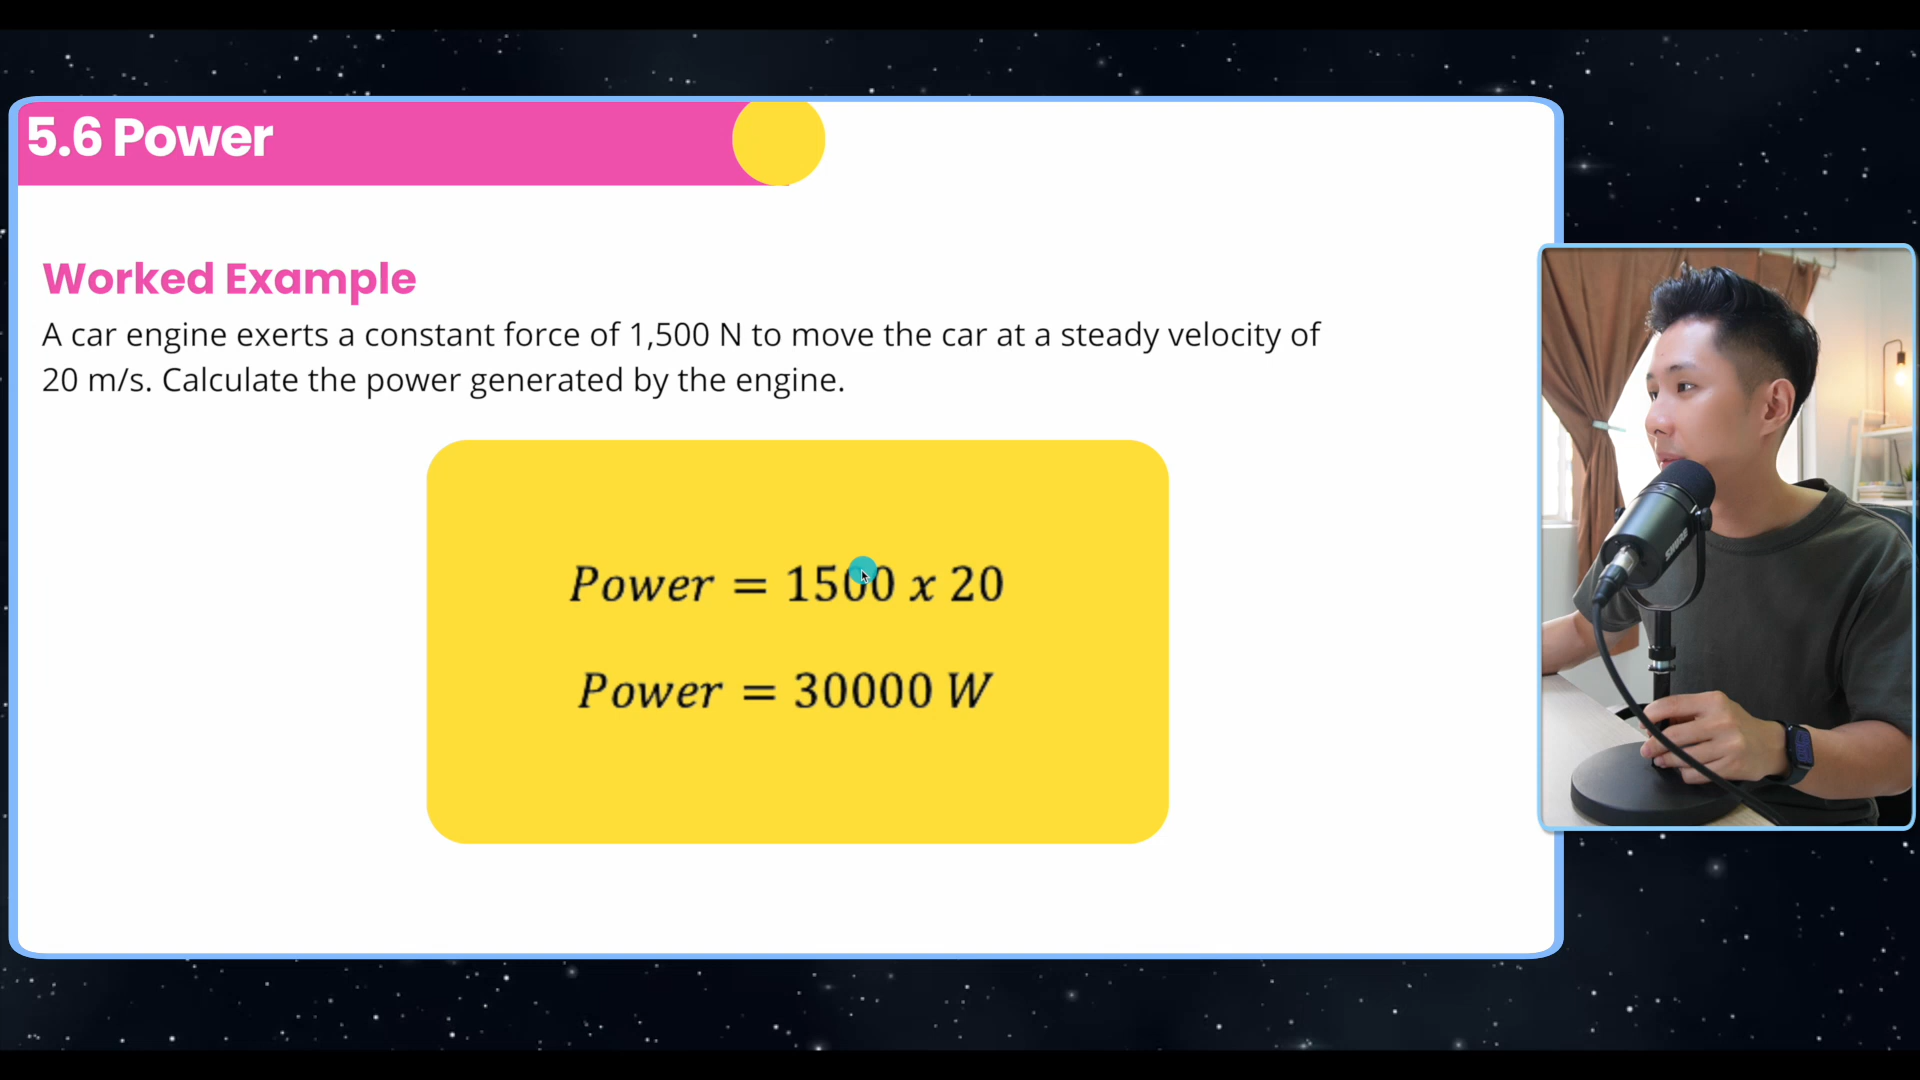 5.6 Power
Worked Example
A car engine exerts a constant force of 1,500 N to move the car at a steady velocity of
20 m/s. Calculate the power generated by the engine.
Power = 1500 x 20
Power = 30000 W
SHURE